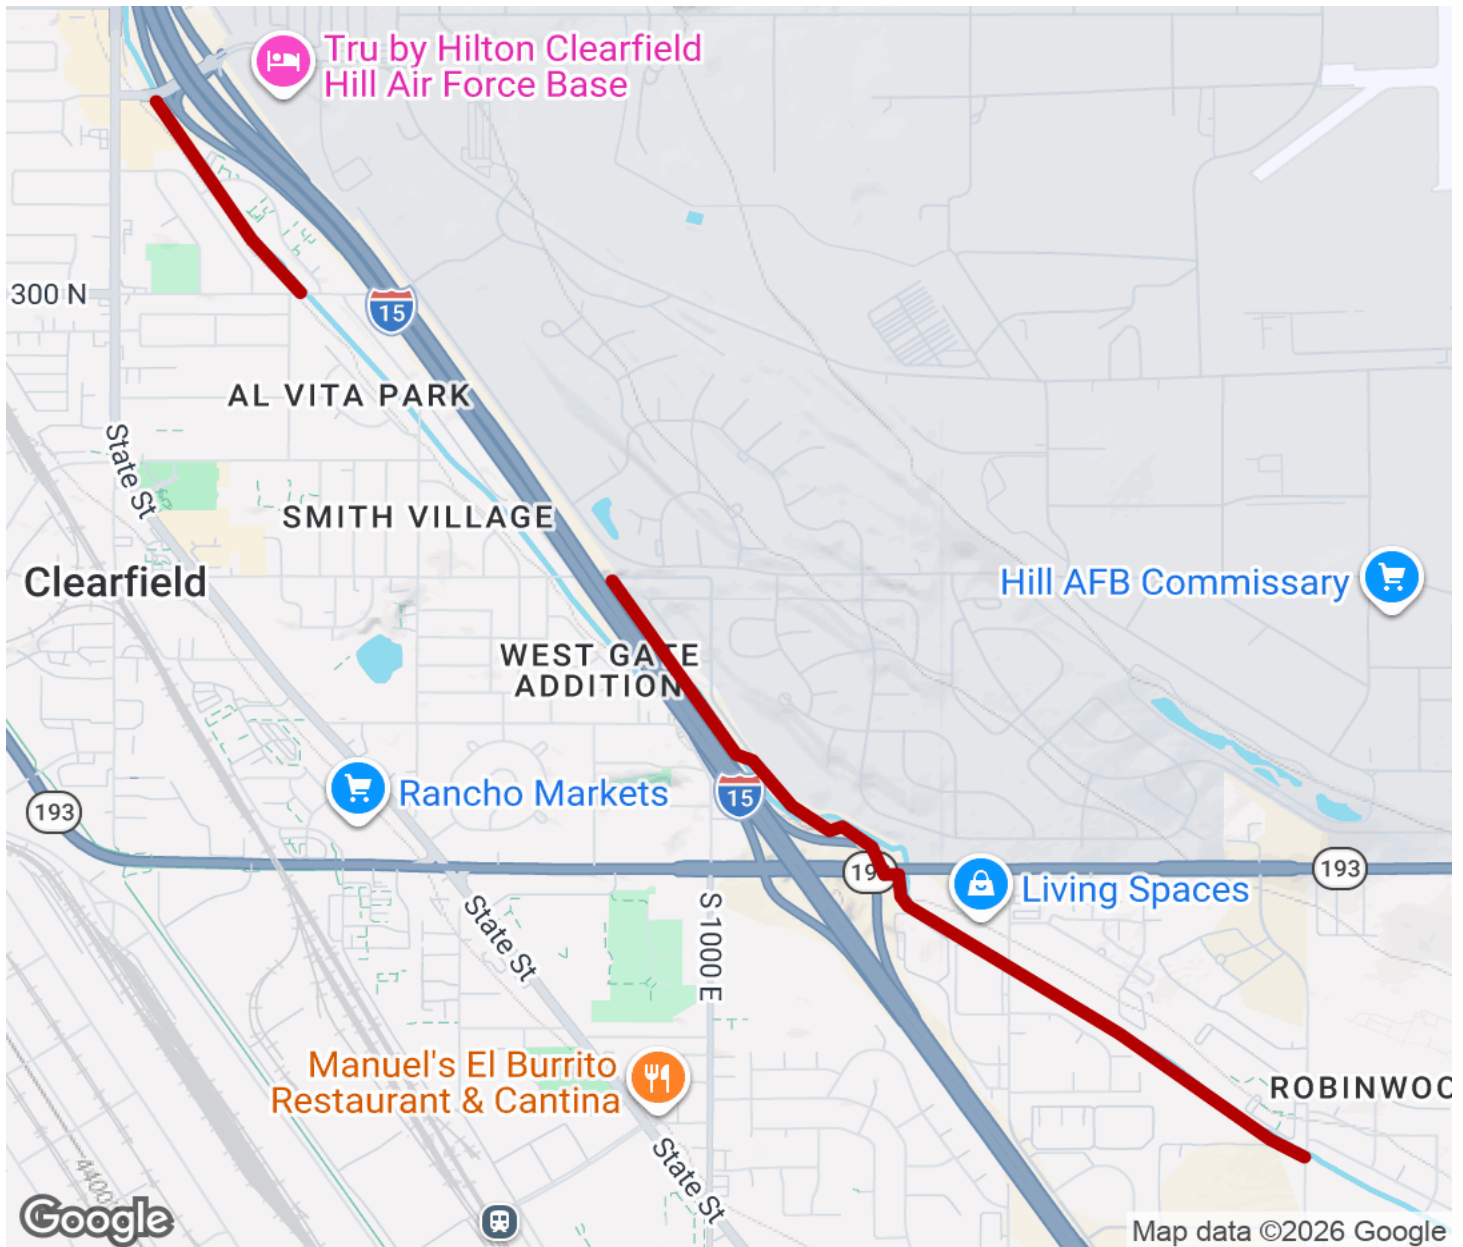 Tru by Hilton Clearfield
Hill Air Force Base
300 N
15
AL VITA PARK
State St
SMITH VILLAGE
Clearfield
Hill AFB Commissary
WEST GATE
ADDITION
Rancho Markets
15
193
193
Living Spaces
State St
S 1000 E
Manuel's El Burrito
Restaurant & Cantina
ROBINWOO
State St
Google
Map data ©2026 Google